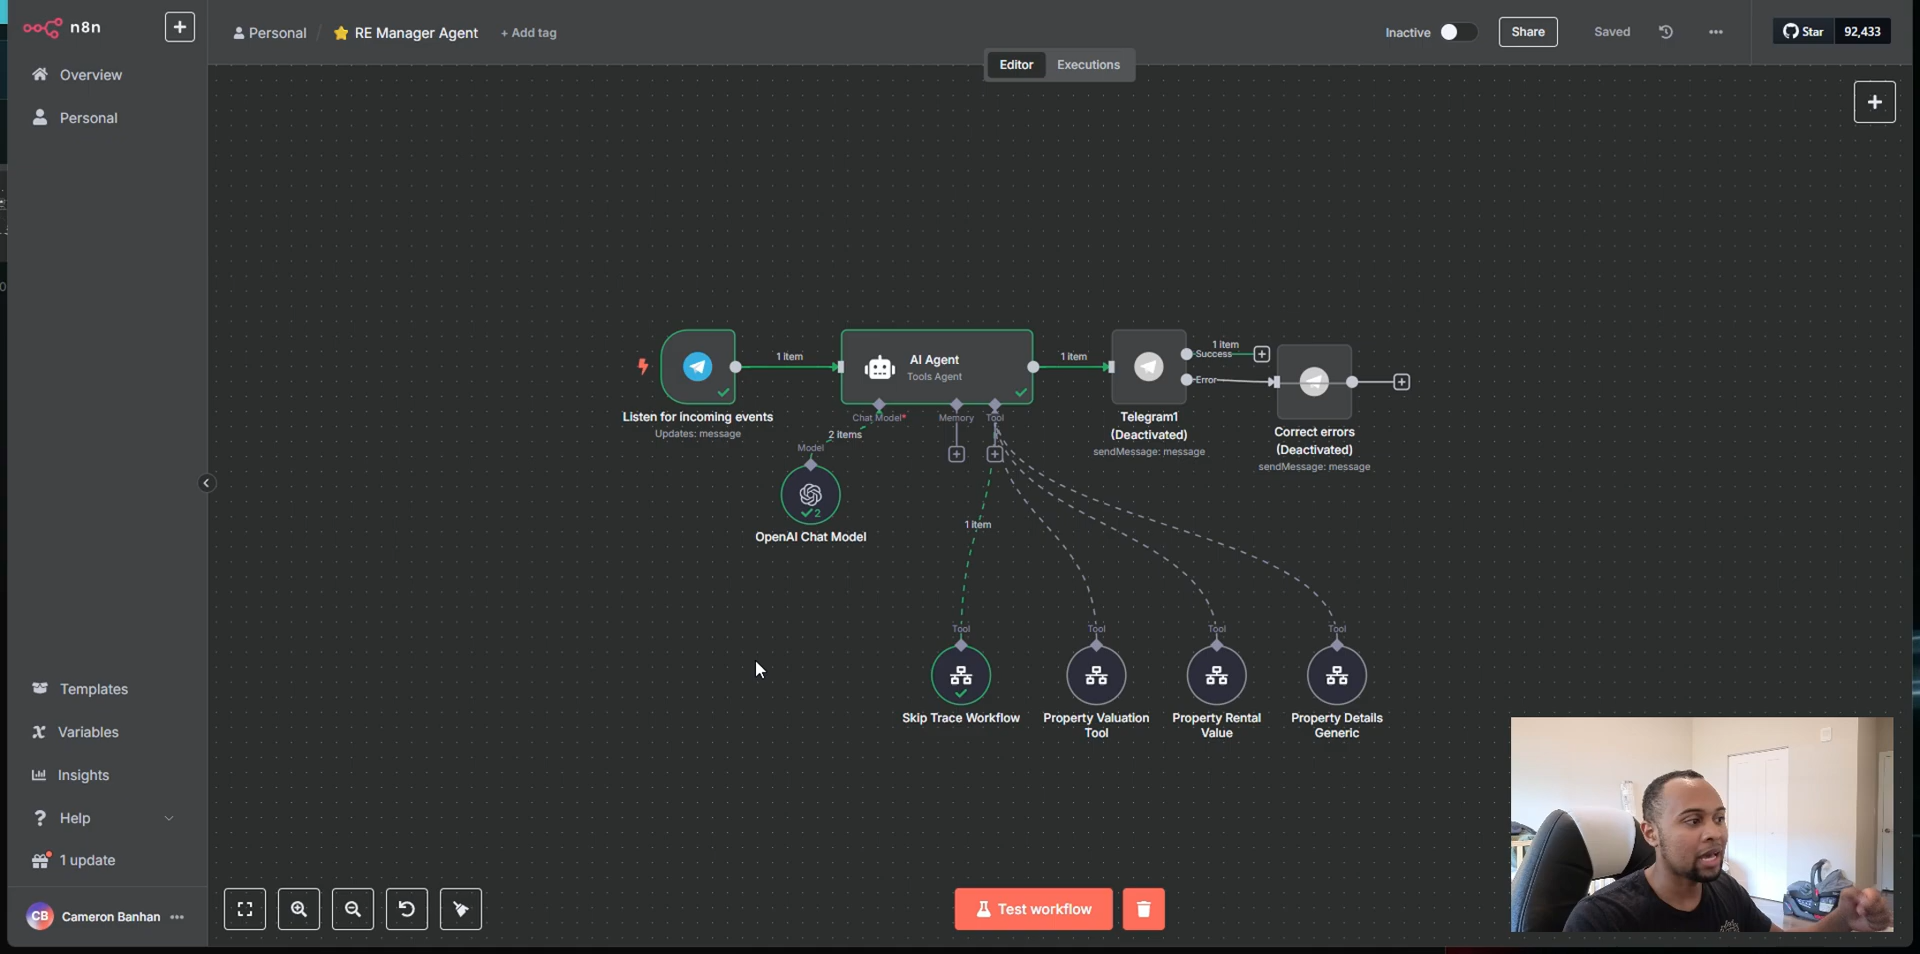 n8n
Personal / RE Manager Agent + Add tag
Inactive
Share
Saved
Star 92,433
Editor Executions
Overview
Personal
Templates
Variables
Insights
Help
1 update
CB Cameron Banhan
1 item
AI Agent
Tools Agent
1 item
1 item
Success
Error
Listen for incoming events
Updates: message
Chat Model*
Memory
Tool
2 items
Model
2
OpenAI Chat Model
Telegram1
(Deactivated)
sendMessage: message
Correct errors
(Deactivated)
sendMessage: message
1 item
Tool
Tool
Tool
Tool
Skip Trace Workflow
Property Valuation
Tool
Property Rental
Value
Property Details
Generic
Test workflow